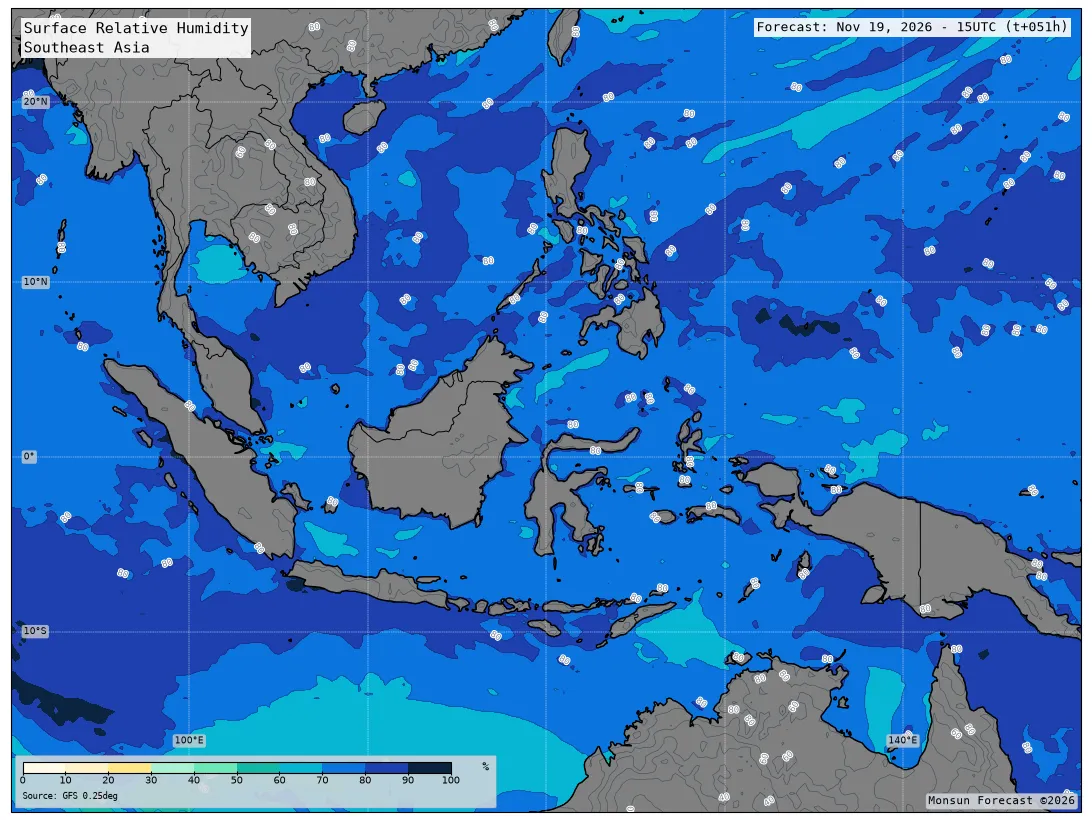 Surface Relative Humidity
Southeast Asia
Forecast: Nov 19, 2026 - 15UTC (t+051h)
20°N
10°N
0°
10°S
100°E
140°E
0 10 20 30 40 50 60 70 80 90 100
%
Source: GFS 0.25deg
Monsun Forecast ©2026